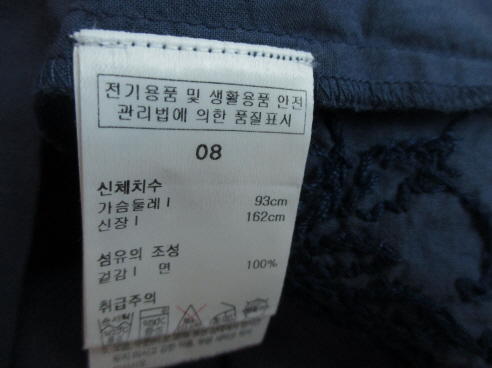 전기용품 및 생활용품 안전
관리법에 의한 품질표시
08
신체치수
가슴둘레 I 93cm
신장 I 162cm
섬유의 조성
겉감 I 면 100%
취급주의